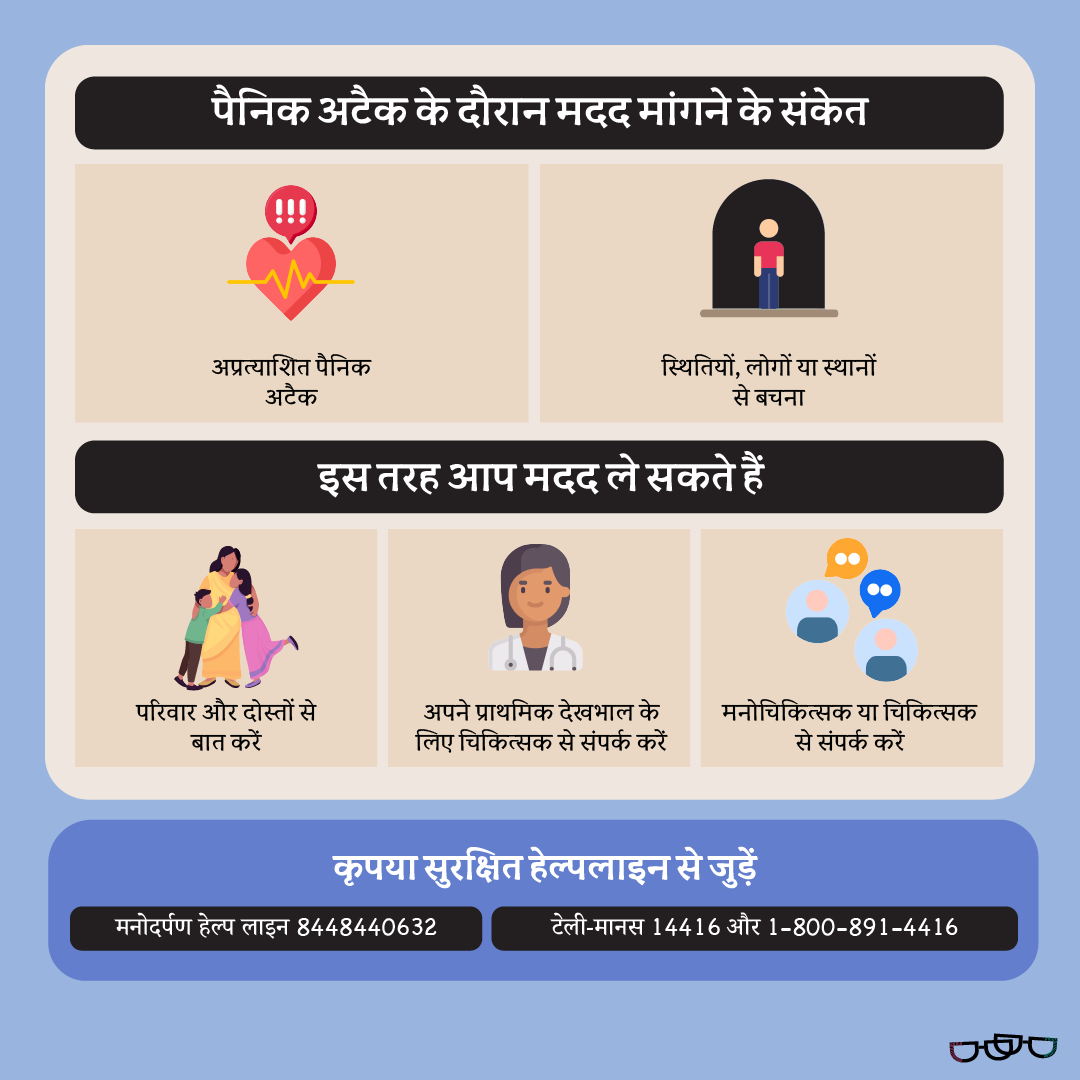 पैनिक अटैक के दौरान मदद मांगने के संकेत
!!!
अप्रत्याशित पैनिक
अटैक
स्थितियों, लोगों या स्थानों
से बचना
इस तरह आप मदद ले सकते हैं
परिवार और दोस्तों से
बात करें
अपने प्राथमिक देखभाल के
लिए चिकित्सक से संपर्क करें
मनोचिकित्सक या चिकित्सक
से संपर्क करें
कृपया सुरक्षित हेल्पलाइन से जुड़ें
मनोदर्पण हेल्प लाइन 8448440632
टेली-मानस 14416 और 1-800-891-4416